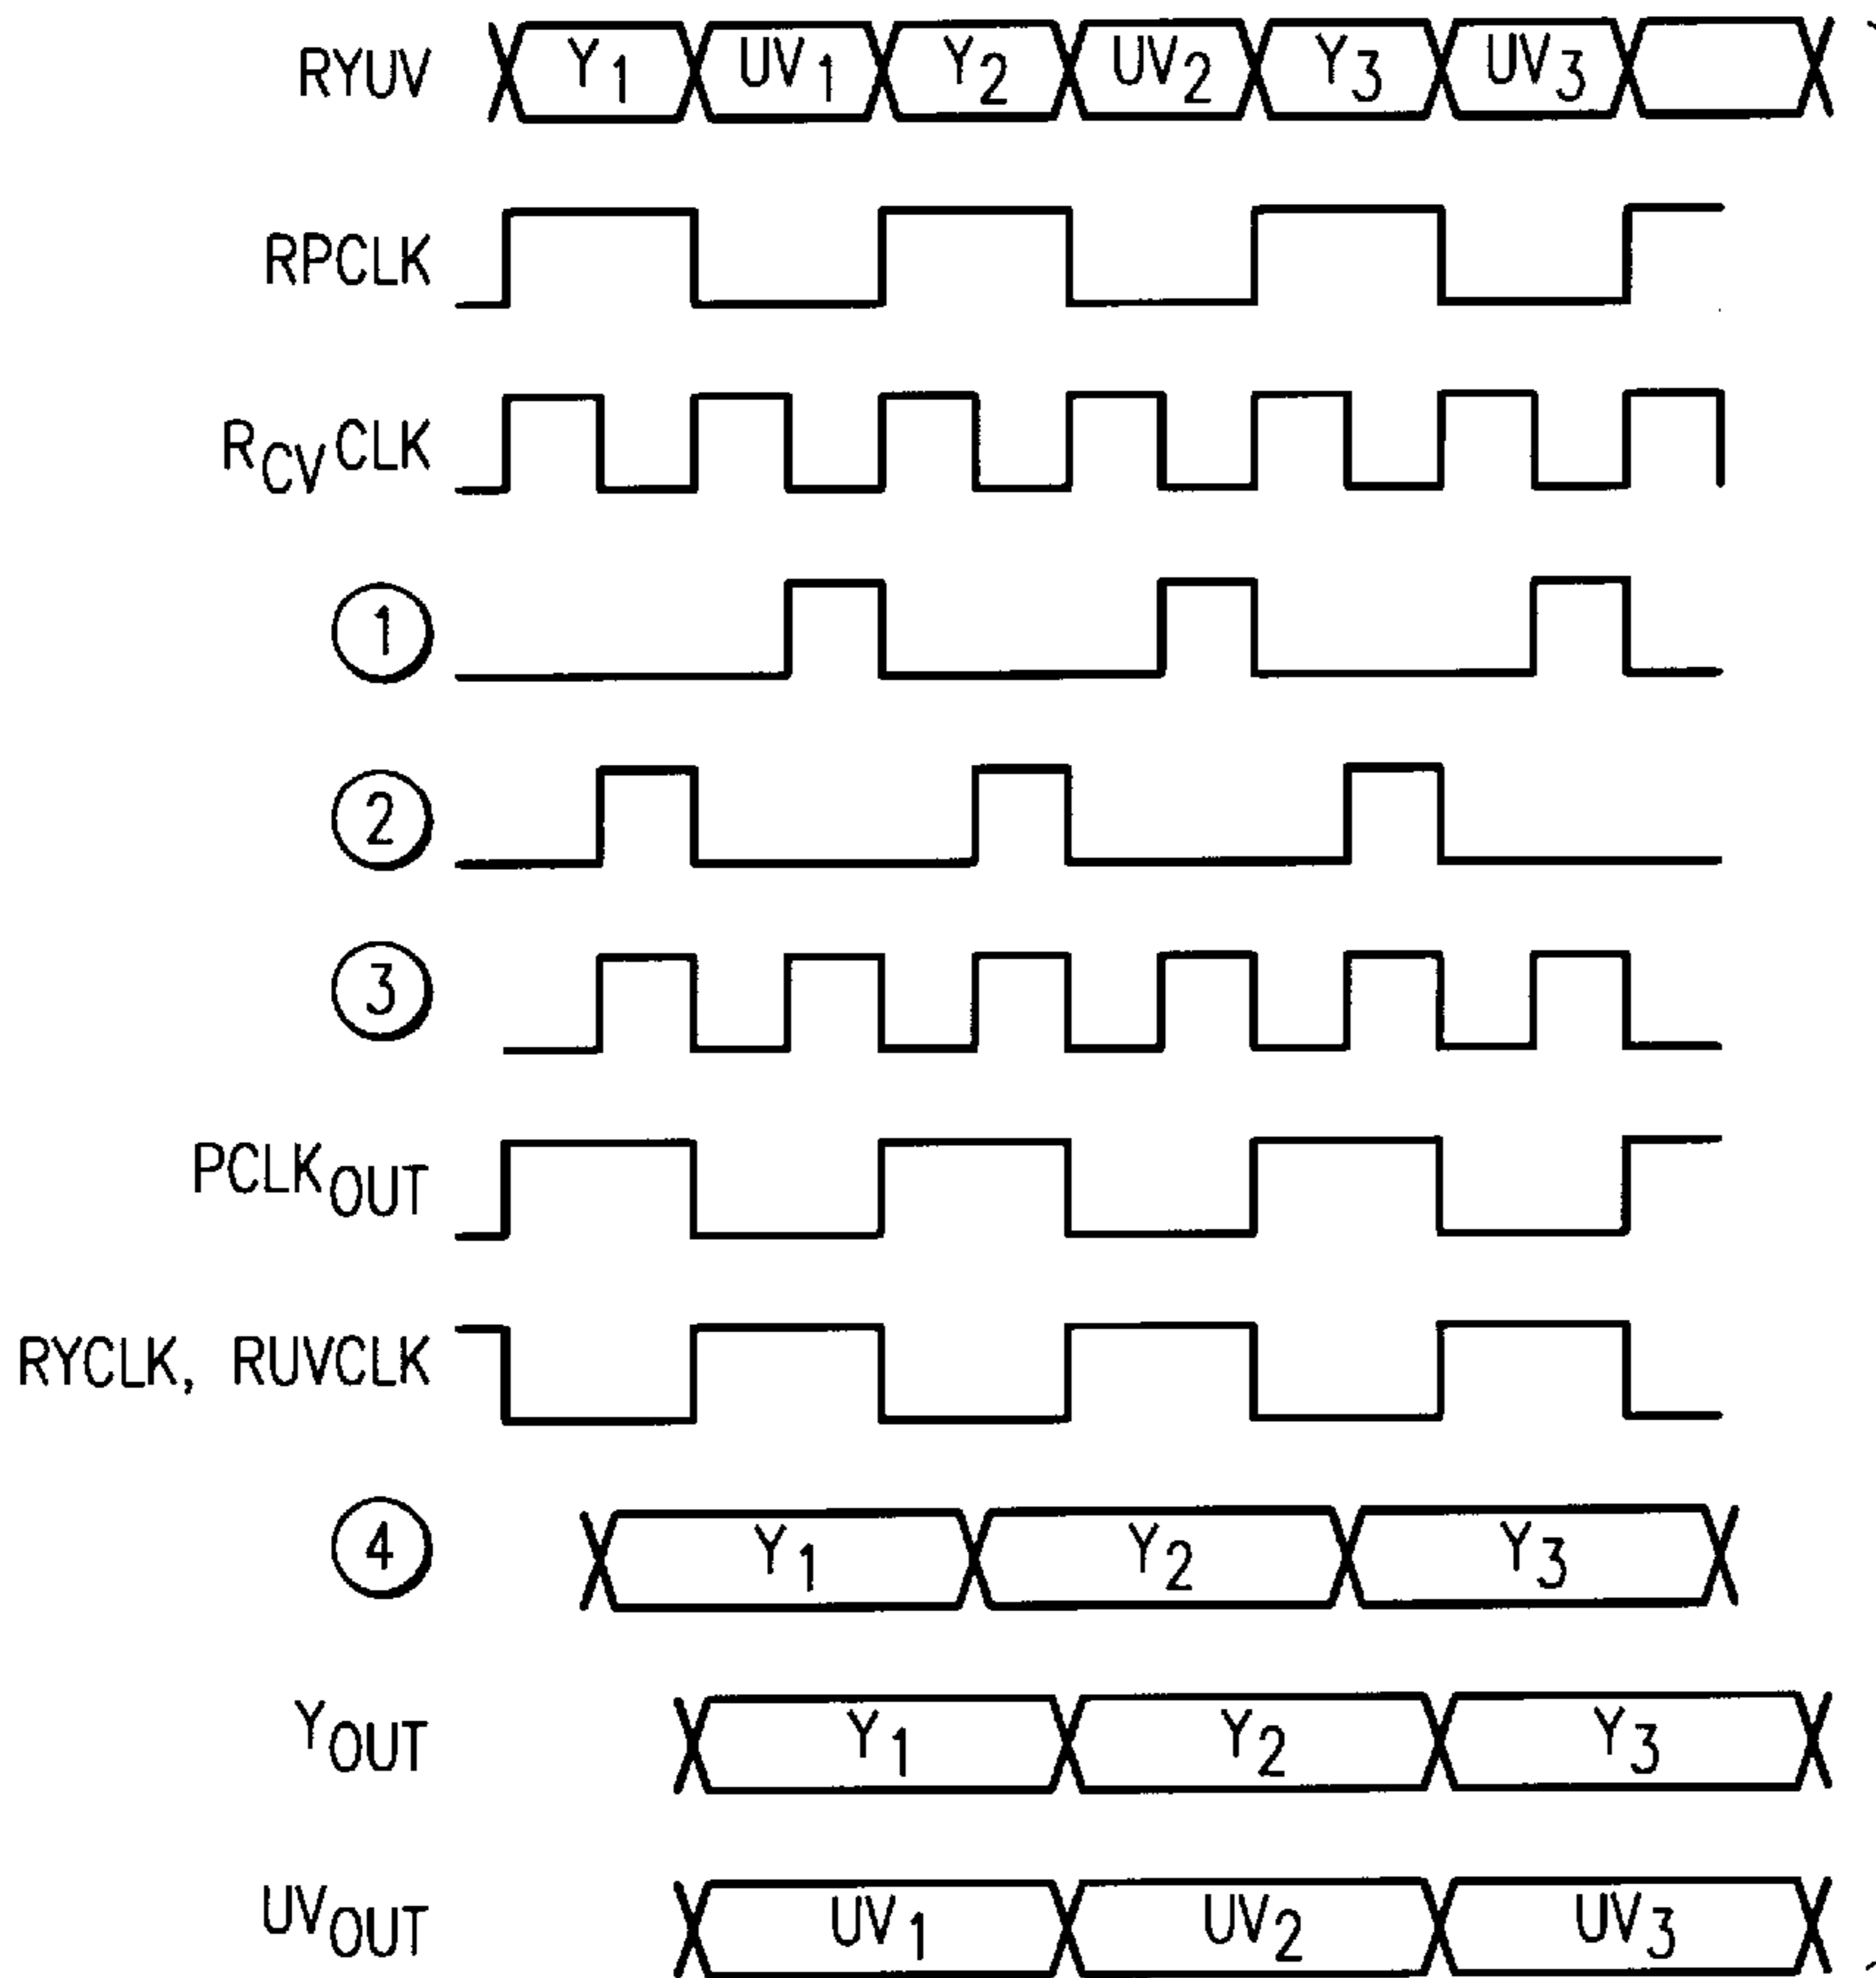 RYUV Y1 UV1 Y2 UV2 Y3 UV3
RPCLK
RCVCLK
1
2
3
PCLKOUT
RYCLK, RUVCLK
4 Y1 Y2 Y3
YOUT Y1 Y2 Y3
UVOUT UV1 UV2 UV3